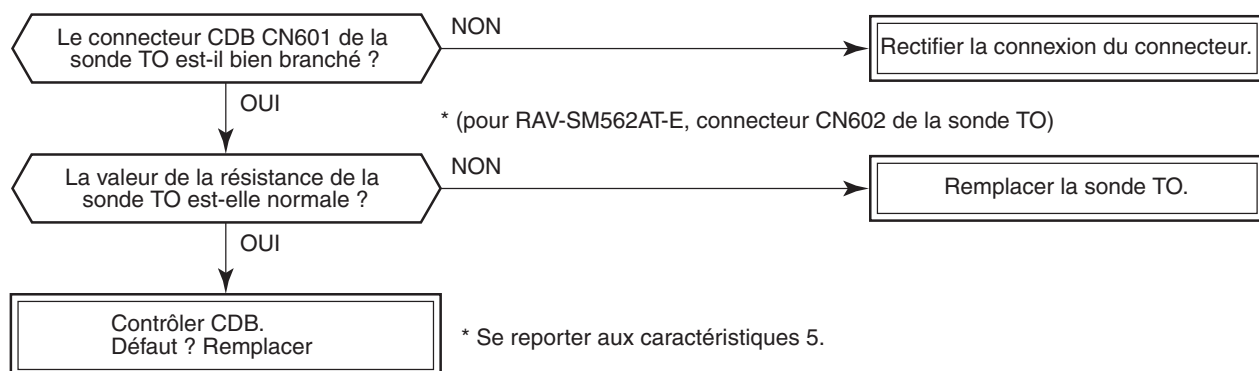 Le connecteur CDB CN601 de la
sonde TO est-il bien branché ?
NON
Rectifier la connexion du connecteur.
OUI
* (pour RAV-SM562AT-E, connecteur CN602 de la sonde TO)
La valeur de la résistance de la
sonde TO est-elle normale ?
NON
Remplacer la sonde TO.
OUI
Contrôler CDB.
Défaut ? Remplacer
* Se reporter aux caractéristiques 5.